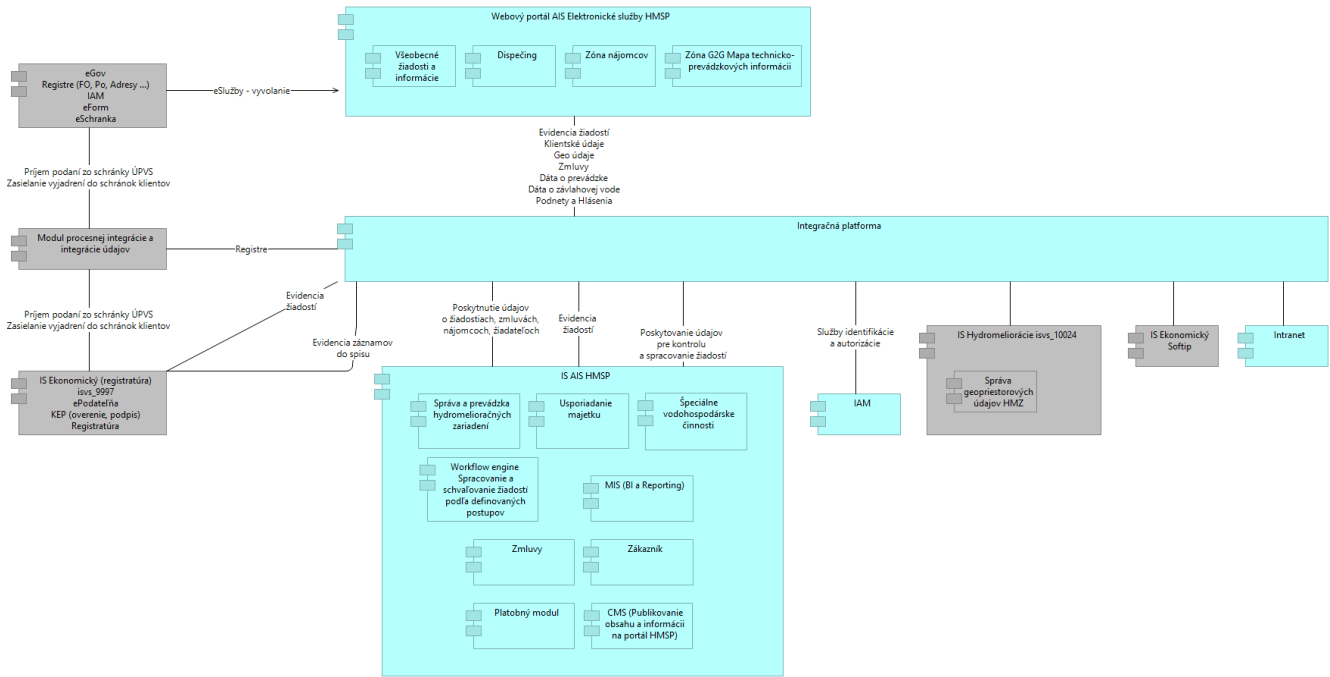 Webový portál AIS Elektronické služby HMSP
Všeobecné
žiadosti a
informácie
Dispečing
Zóna nájomcov
Zóna G2G Mapa technicko-
prevádzkových informácii
eGov
Registre (FO, Po, Adresy ...)
IAM
eForm
eSchranka
eSlužby - vyvolanie
Evidencia žiadostí
Klientské údaje
Geo údaje
Zmluvy
Dáta o prevádzke
Dáta o závlahovej vode
Podnety a Hlásenia
Príjem podaní zo schránky ÚPVS
Zasielanie vyjadrení do schránok klientov
Integračná platforma
Modul procesnej integrácie a
integrácie údajov
Registre
Príjem podaní zo schránky ÚPVS
Zasielanie vyjadrení do schránok klientov
Evidencia
žiadostí
Evidencia záznamov
do spisu
Poskytnutie údajov
o žiadostiach, zmluvách,
nájomcoch, žiadateľoch
Evidencia
žiadostí
Poskytovanie údajov
pre kontrolu
a spracovanie žiadostí
Služby identifikácie
a autorizácie
IS Hydromeliorácie isvs_10024
Správa
geopriestorových
údajov HMZ
IS Ekonomický
Softip
Intranet
IS Ekonomický (registratúra)
isvs_9997
ePodateľňa
KEP (overenie, podpis)
Registratúra
IAM
IS AIS HMSP
Správa a prevádzka
hydromelioračných
zariadení
Usporiadanie
majetku
Špeciálne
vodohospodárske
činnosti
Workflow engine
Spracovanie a
schvaľovanie žiadostí
podľa definovaných
postupov
MIS (BI a Reporting)
Zmluvy
Zákazník
Platobný modul
CMS (Publikovanie
obsahu a informácii
na portál HMSP)